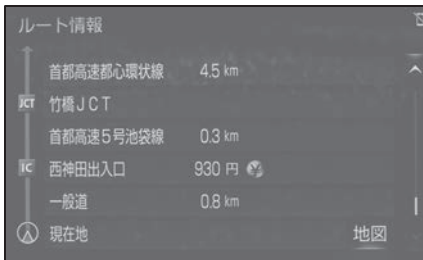 ルート情報
首都高速都心環状線 4.5 km
JCT 竹橋JCT
首都高速5号池袋線 0.3 km
IC 西神田出入口 930 円
一般道 0.8 km
現在地 地図